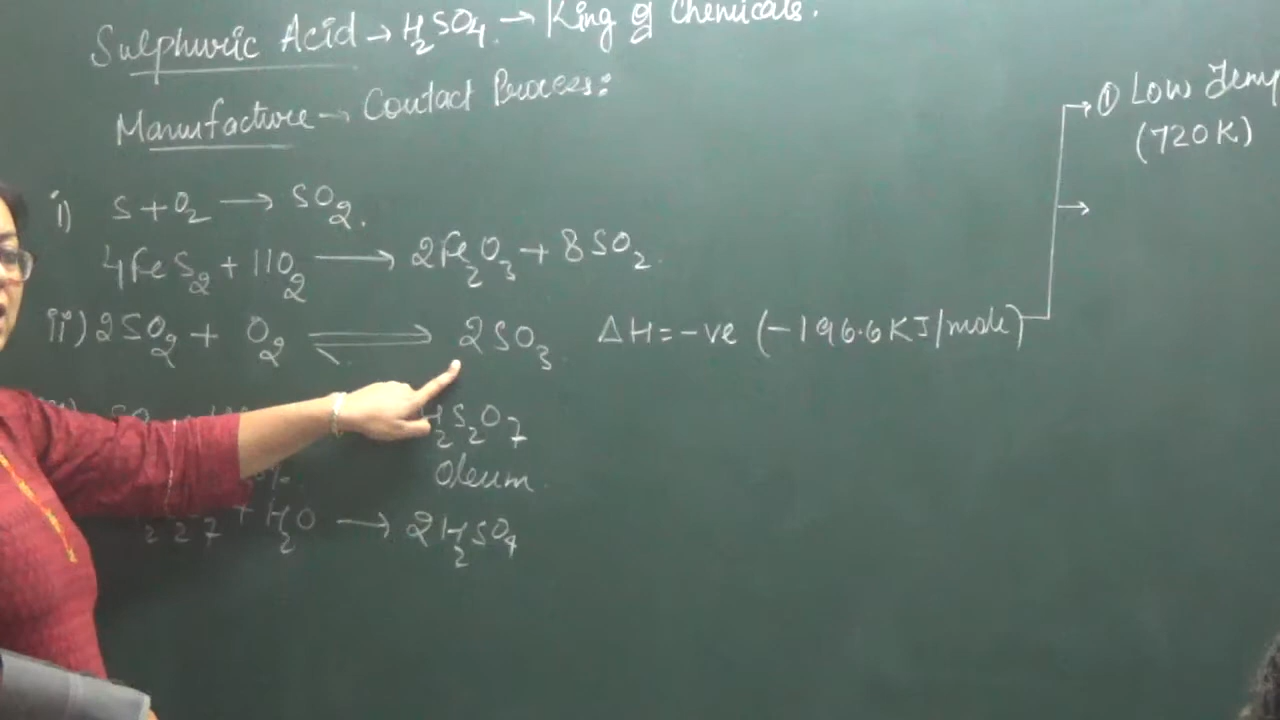 Sulphuric Acid → H₂SO₄ → King of Chemicals.
Manufacture → Contact Process:
i) S + O₂ → SO₂.
4FeS₂ + 11O₂ → 2Fe₂O₃ + 8SO₂.
ii) 2SO₂ + O₂ ⇌ 2SO₃ ΔH = -ve (-196.6 KJ/mole)
H₂S₂O₇
Oleum.
+ H₂O → 2H₂SO₄
→ ① Low Temp
(720K)